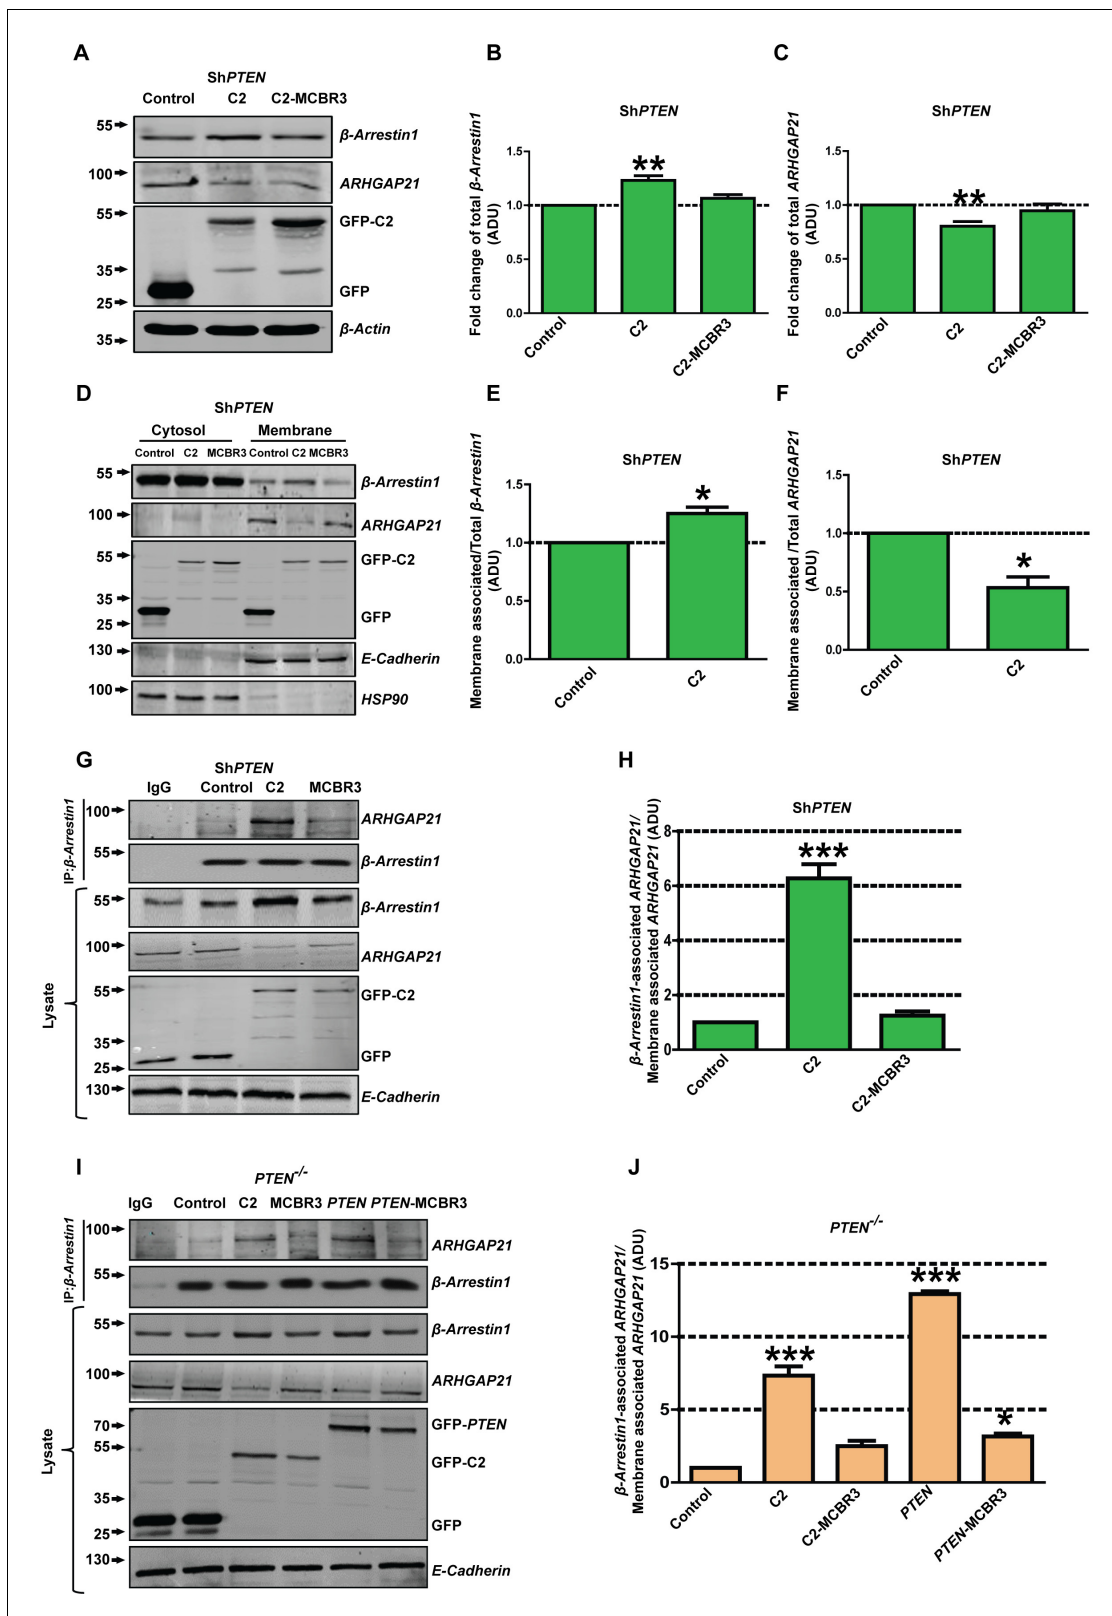 A
ShPTEN
Control C2 C2-MCBR3
55
β-Arrestin1
100
ARHGAP21
55
GFP-C2
35
GFP
25
β-Actin
35
B
ShPTEN
Fold change of total β-Arrestin1
(ADU)
1.5
**
1.0
0.5
0.0
Control
C2
C2-MCBR3
C
ShPTEN
Fold change of total ARHGAP21
(ADU)
1.5
**
1.0
0.5
0.0
Control
C2
C2-MCBR3
D
ShPTEN
Cytosol Membrane
Control C2 MCBR3 Control C2 MCBR3
55
β-Arrestin1
100
ARHGAP21
55
GFP-C2
35
GFP
25
130
E-Cadherin
100
HSP90
E
ShPTEN
Membrane associated/Total β-Arrestin1
(ADU)
1.5
*
1.0
0.5
0.0
Control
C2
F
ShPTEN
Membrane associated /Total ARHGAP21
(ADU)
1.5
1.0
*
0.5
0.0
Control
C2
G
ShPTEN
IgG Control C2 MCBR3
IP:β-Arrestin1
100
ARHGAP21
55
β-Arrestin1
Lysate
55
β-Arrestin1
100
ARHGAP21
55
GFP-C2
35
GFP
25
130
E-Cadherin
H
ShPTEN
β-Arrestin1-associated ARHGAP21/
Membrane associated ARHGAP21 (ADU)
8
***
6
4
2
0
Control
C2
C2-MCBR3
I
PTEN-/-
IgG Control C2 MCBR3 PTEN PTEN-MCBR3
IP:β-Arrestin1
100
ARHGAP21
55
β-Arrestin1
Lysate
55
β-Arrestin1
100
ARHGAP21
GFP-PTEN
70
55
GFP-C2
35
GFP
25
130
E-Cadherin
J
PTEN-/-
β-Arrestin1-associated ARHGAP21/
Membrane associated ARHGAP21 (ADU)
15
***
10
***
5
*
0
Control
C2
C2-MCBR3
PTEN
PTEN-MCBR3